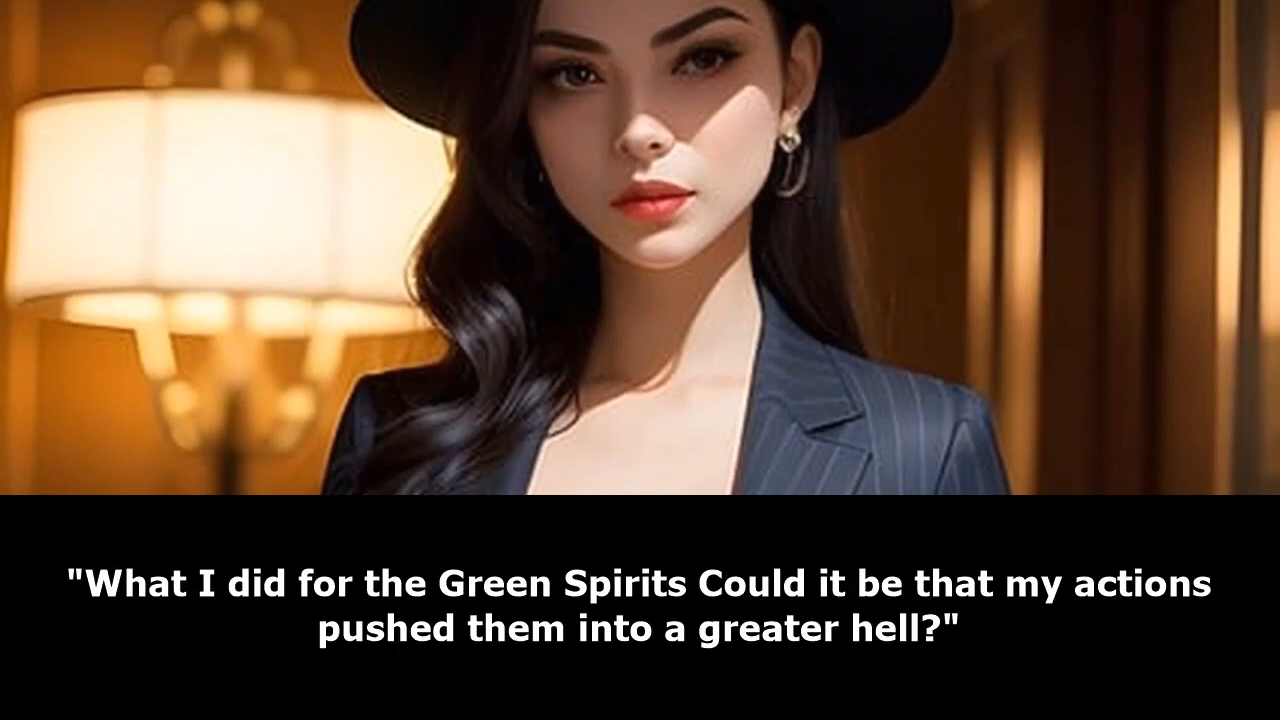 "What I did for the Green Spirits Could it be that my actions
pushed them into a greater hell?"